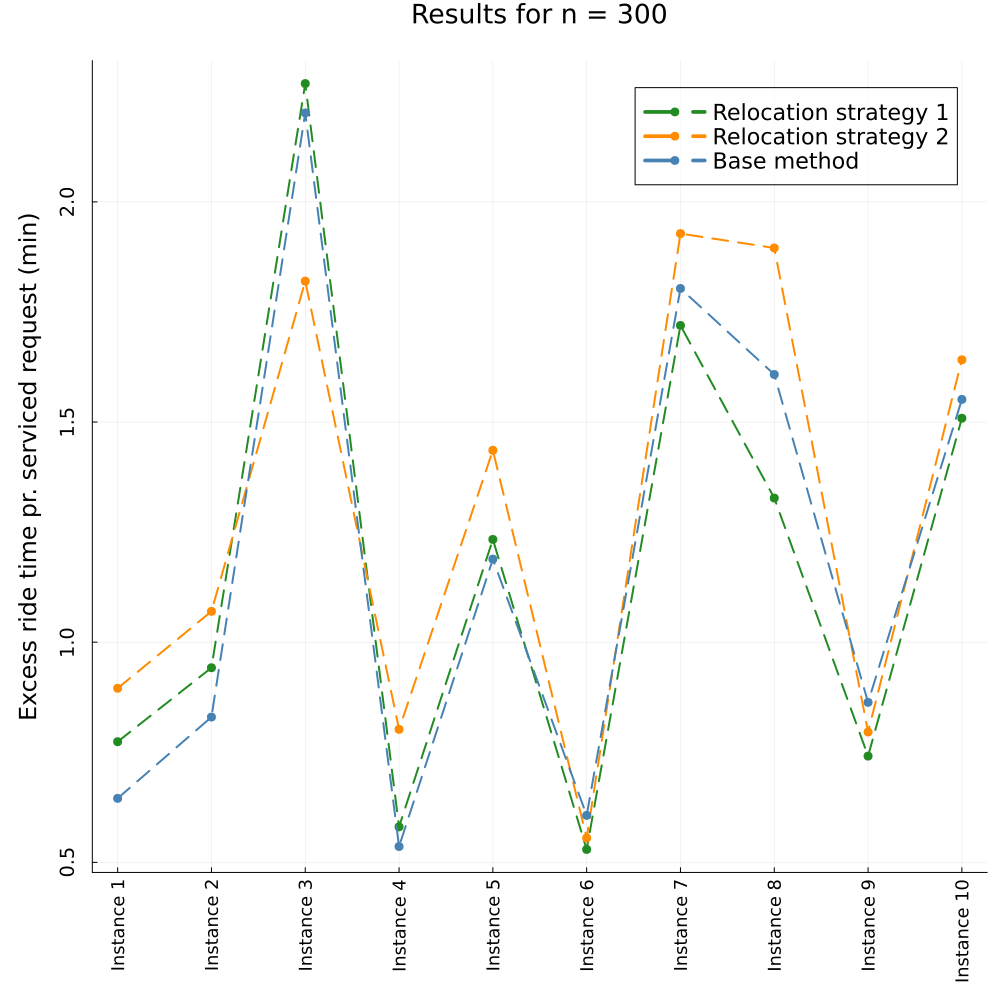 Results for n = 300
Relocation strategy 1
Relocation strategy 2
Base method
Excess ride time pr. serviced request (min)
2.0
1.5
1.0
0.5
Instance 1
Instance 2
Instance 3
Instance 4
Instance 5
Instance 6
Instance 7
Instance 8
Instance 9
Instance 10